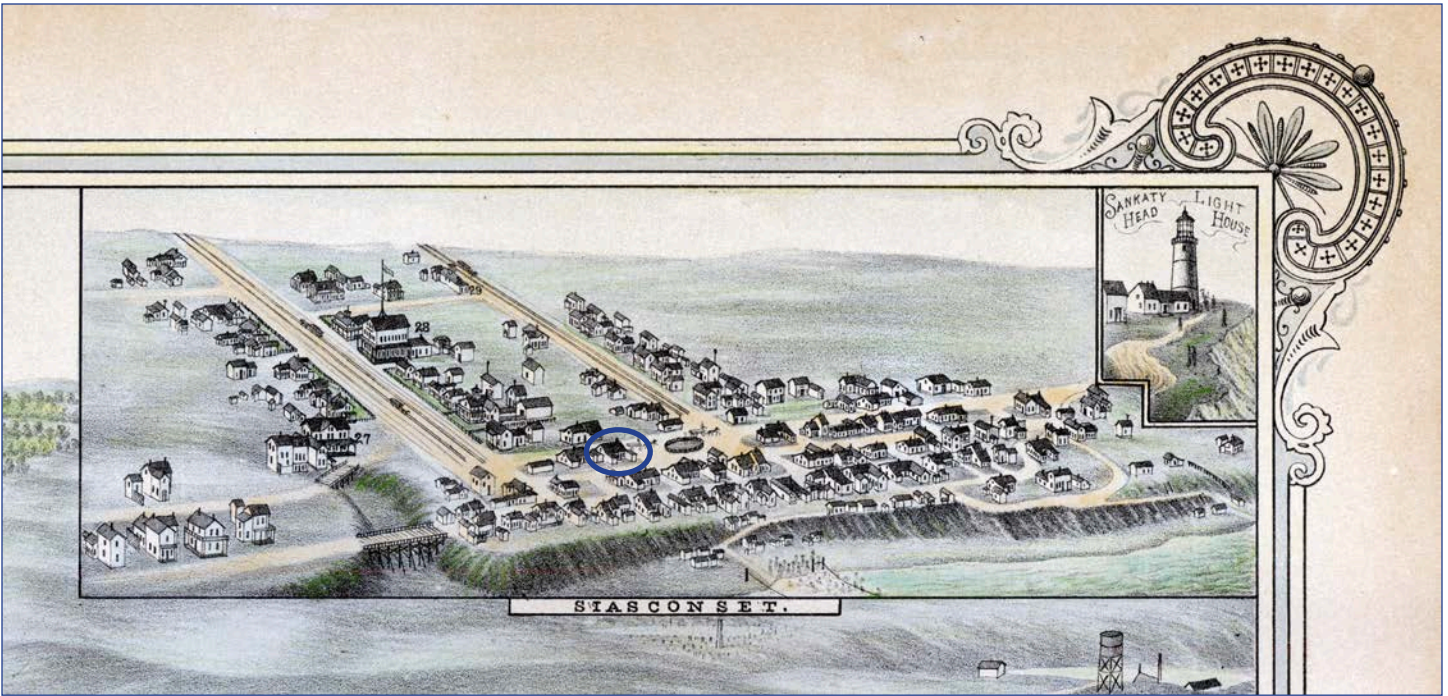 SANKATY LIGHT
HEAD HOUSE
29
28
27
SIASCONSET.